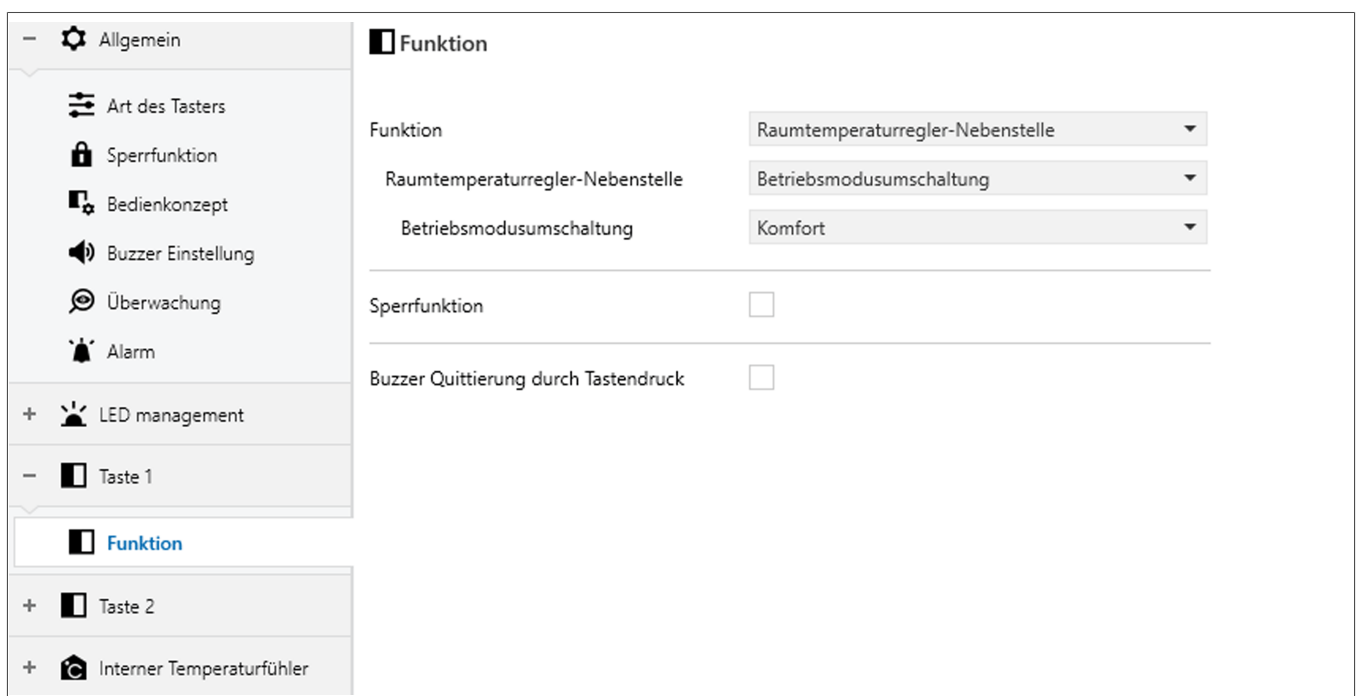 Allgemein
Art des Tasters
Sperrfunktion
Bedienkonzept
Buzzer Einstellung
Überwachung
Alarm
LED management
Taste 1
Funktion
Taste 2
Interner Temperaturfühler
Funktion
Funktion Raumtemperaturregler-Nebenstelle
Raumtemperaturregler-Nebenstelle Betriebsmodusumschaltung
Betriebsmodusumschaltung Komfort
Sperrfunktion
Buzzer Quittierung durch Tastendruck